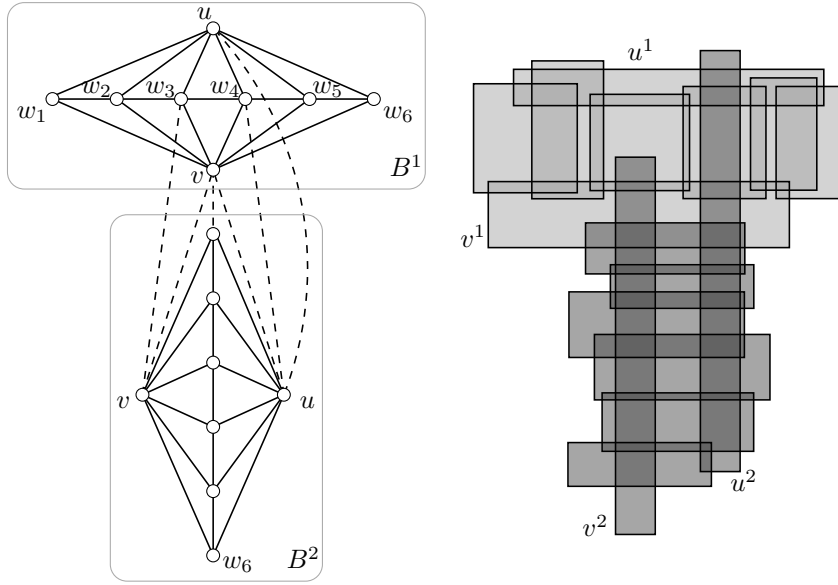 u
w₁ w₂ w₃ w₄ w₅ w₆
v
B¹
v u
w₆ B²
u¹
v¹
u²
v²